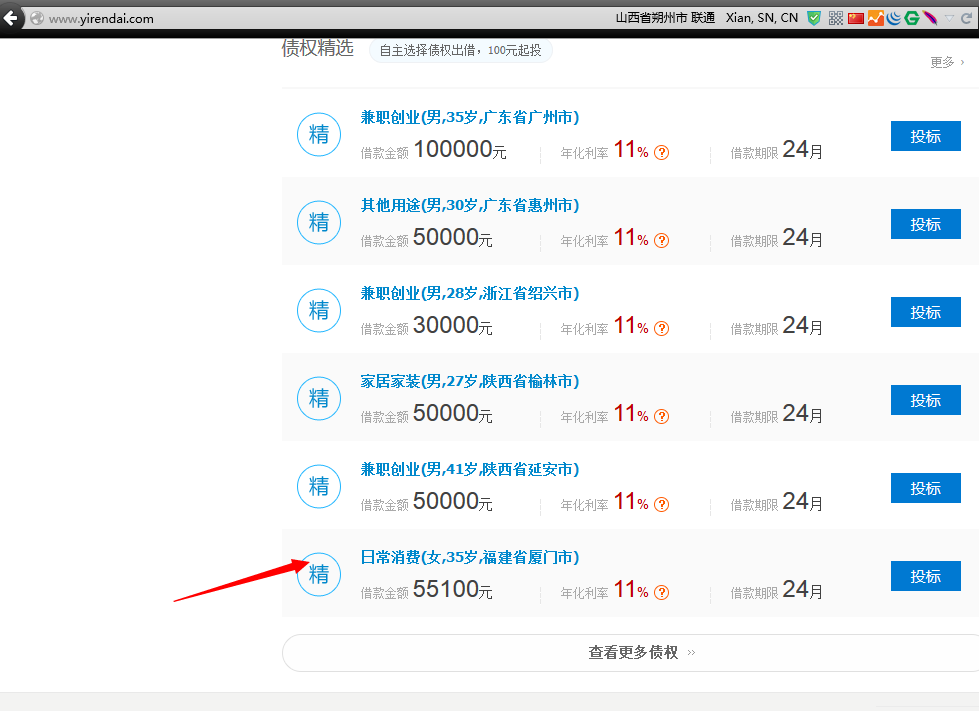 www.yirendai.com 山西省朔州市 联通 Xian, SN, CN
债权精选 自主选择债权出借，100元起投 更多 ›
精 兼职创业(男,35岁,广东省广州市)
借款金额 100000元 年化利率 11% ? 借款期限 24月 投标
精 其他用途(男,30岁,广东省惠州市)
借款金额 50000元 年化利率 11% ? 借款期限 24月 投标
精 兼职创业(男,28岁,浙江省绍兴市)
借款金额 30000元 年化利率 11% ? 借款期限 24月 投标
精 家居家装(男,27岁,陕西省榆林市)
借款金额 50000元 年化利率 11% ? 借款期限 24月 投标
精 兼职创业(男,41岁,陕西省延安市)
借款金额 50000元 年化利率 11% ? 借款期限 24月 投标
精 日常消费(女,35岁,福建省厦门市)
借款金额 55100元 年化利率 11% ? 借款期限 24月 投标
查看更多债权 »